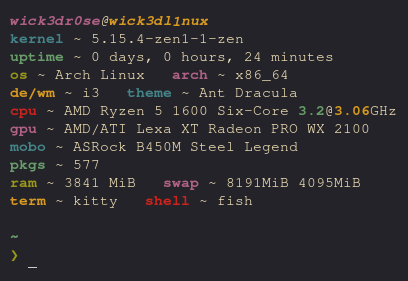 wick3dr0se@wick3dl1nux
kernel ~ 5.15.4-zen1-1-zen
uptime ~ 0 days, 0 hours, 24 minutes
os ~ Arch Linux   arch ~ x86_64
de/wm ~ i3   theme ~ Ant Dracula
cpu ~ AMD Ryzen 5 1600 Six-Core 3.2@3.06GHz
gpu ~ AMD/ATI Lexa XT Radeon PRO WX 2100
mobo ~ ASRock B450M Steel Legend
pkgs ~ 577
ram ~ 3841 MiB   swap ~ 8191MiB 4095MiB
term ~ kitty   shell ~ fish
~
❯ _